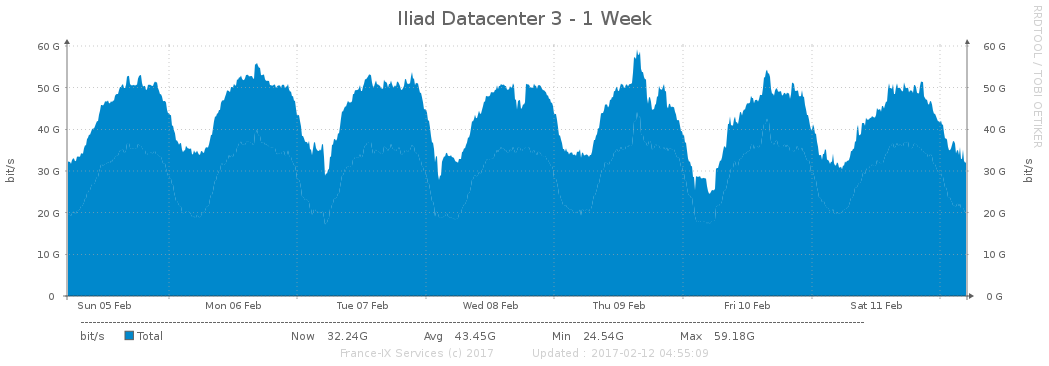 Iliad Datacenter 3 - 1 Week
RRDTOOL / TOBI OETIKER
60 G 60 G
50 G 50 G
40 G 40 G
30 G 30 G
20 G 20 G
10 G 10 G
0 0 G
bit/s bit/s
Sun 05 Feb Mon 06 Feb Tue 07 Feb Wed 08 Feb Thu 09 Feb Fri 10 Feb Sat 11 Feb
bit/s Total Now 32.24G Avg 43.45G Min 24.54G Max 59.18G
France-IX Services (c) 2017 Updated : 2017-02-12 04:55:09